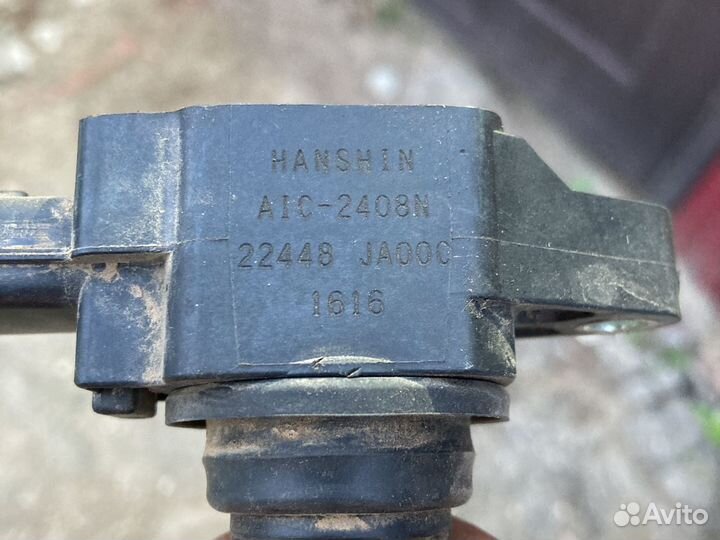 HANSHIN
AIC-2408N
22448 JA00C
1616
Avito